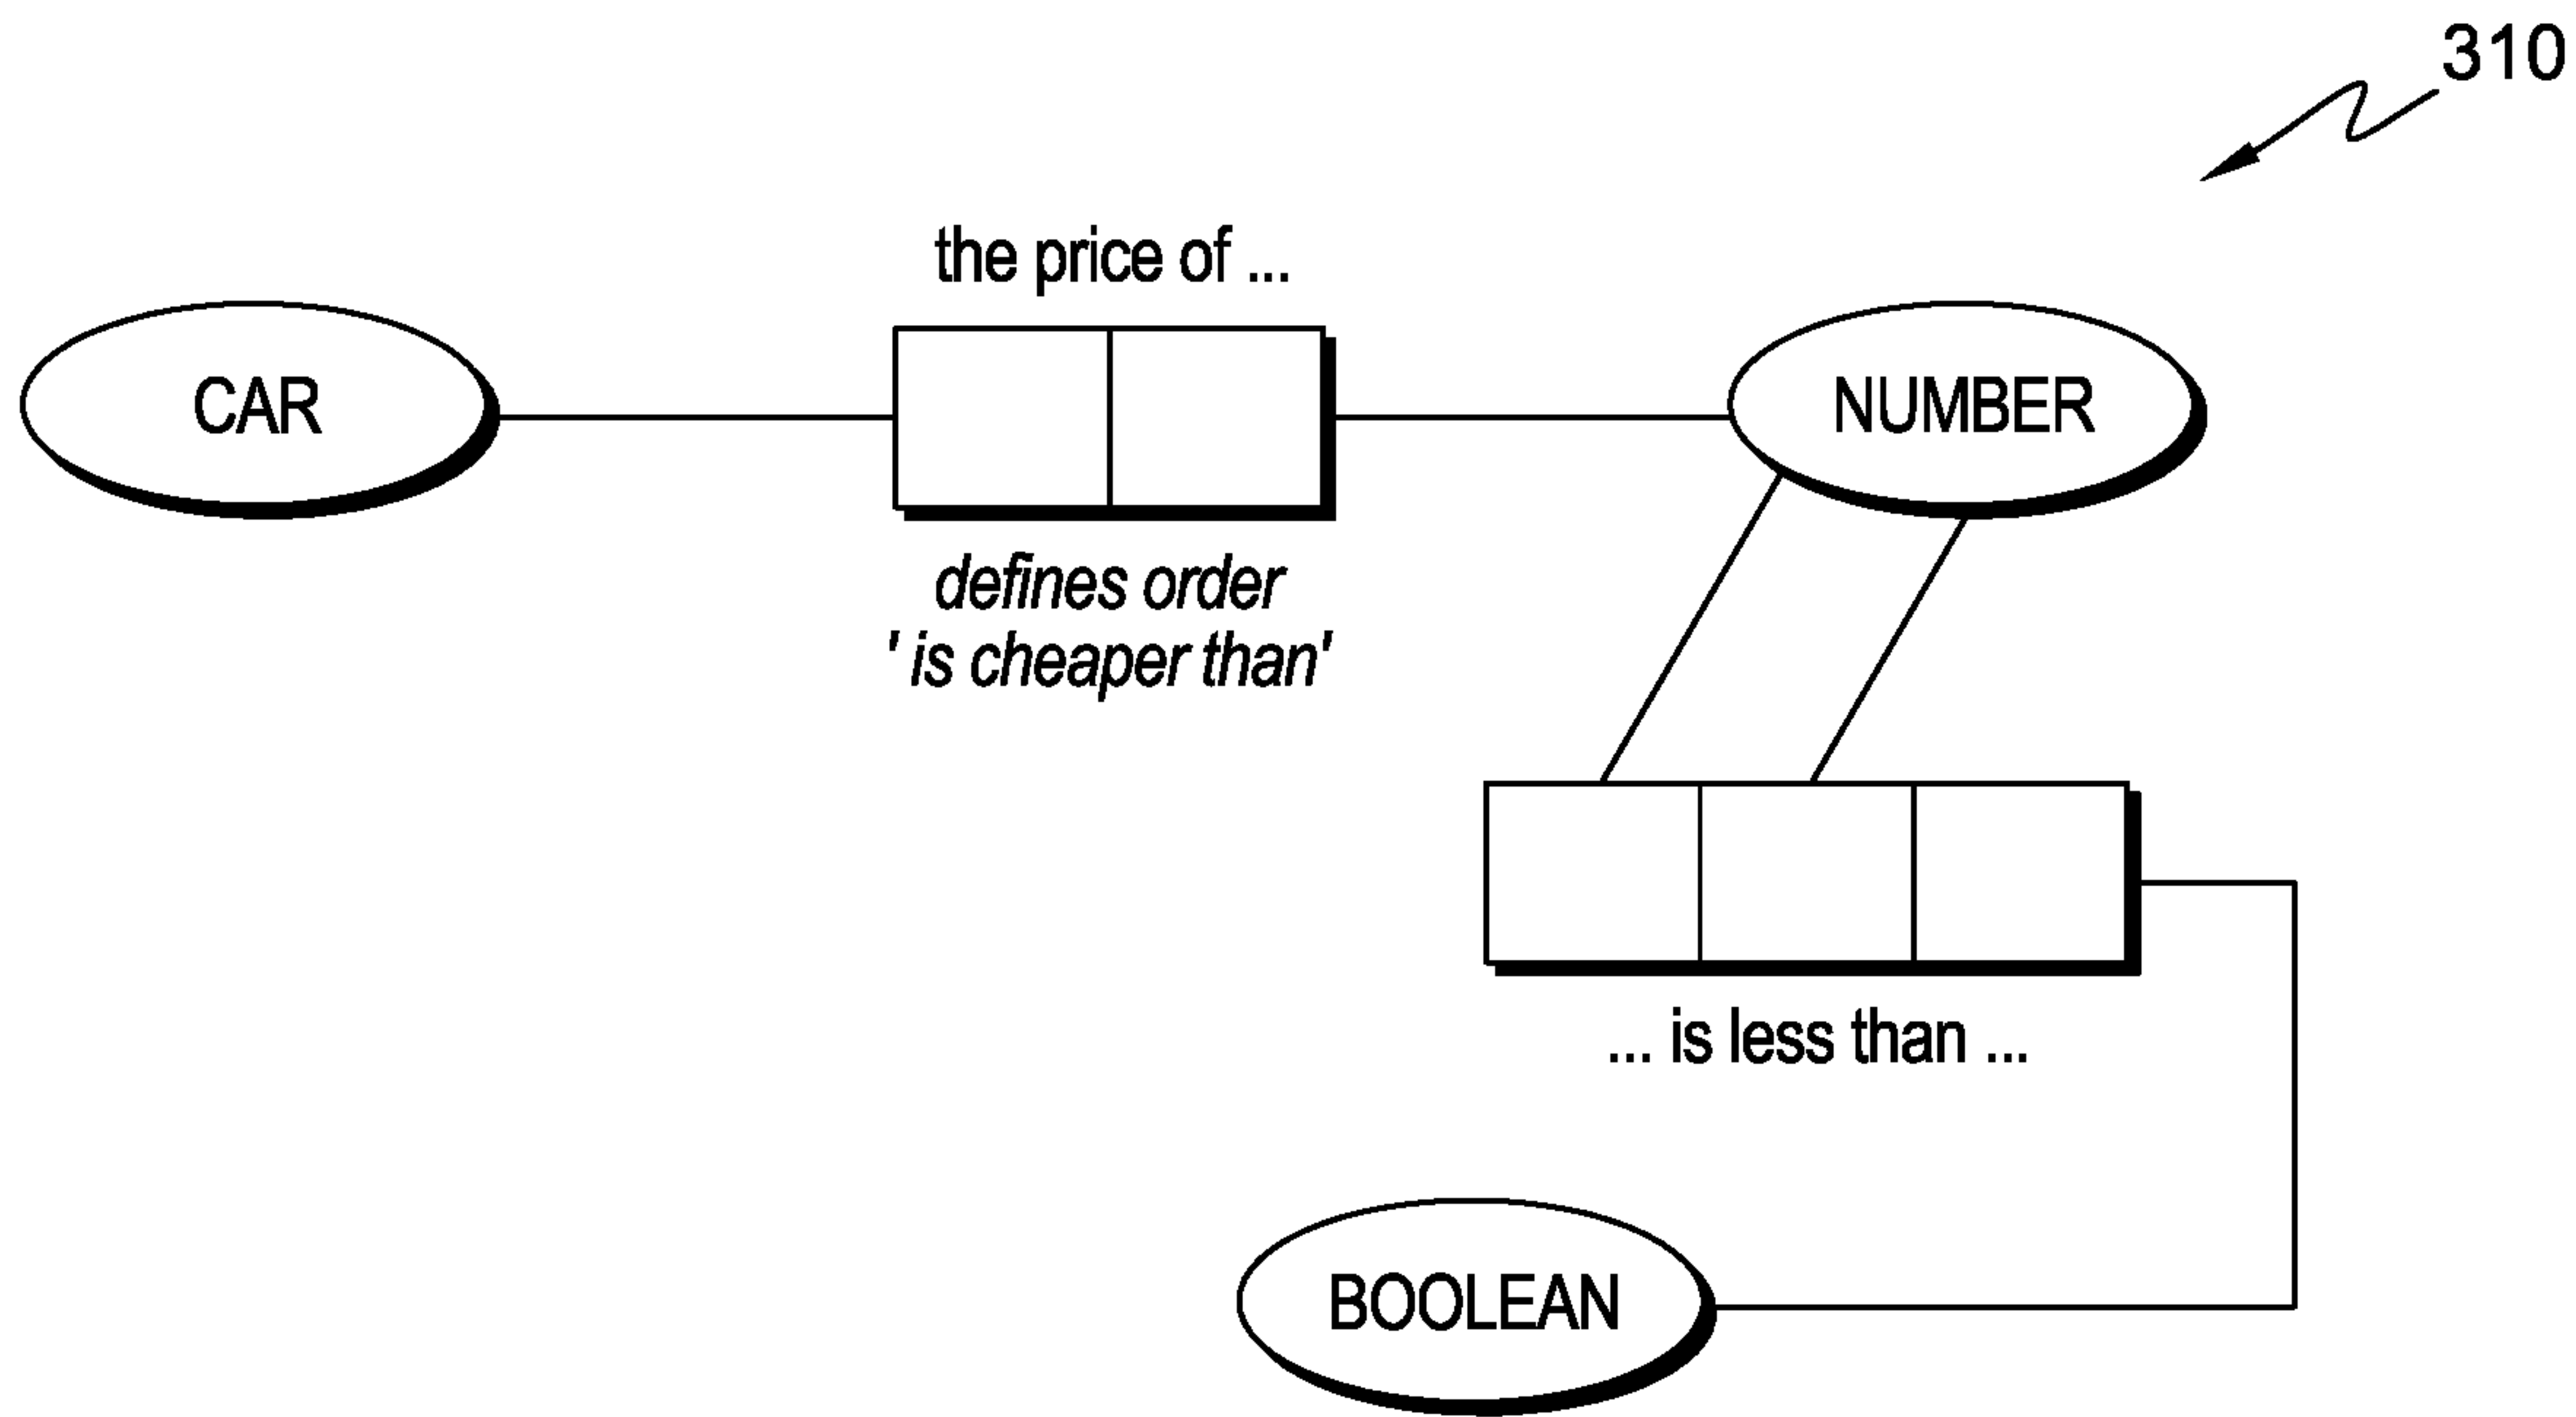 310
the price of ...
CAR
NUMBER
defines order
' is cheaper than'
... is less than ...
BOOLEAN